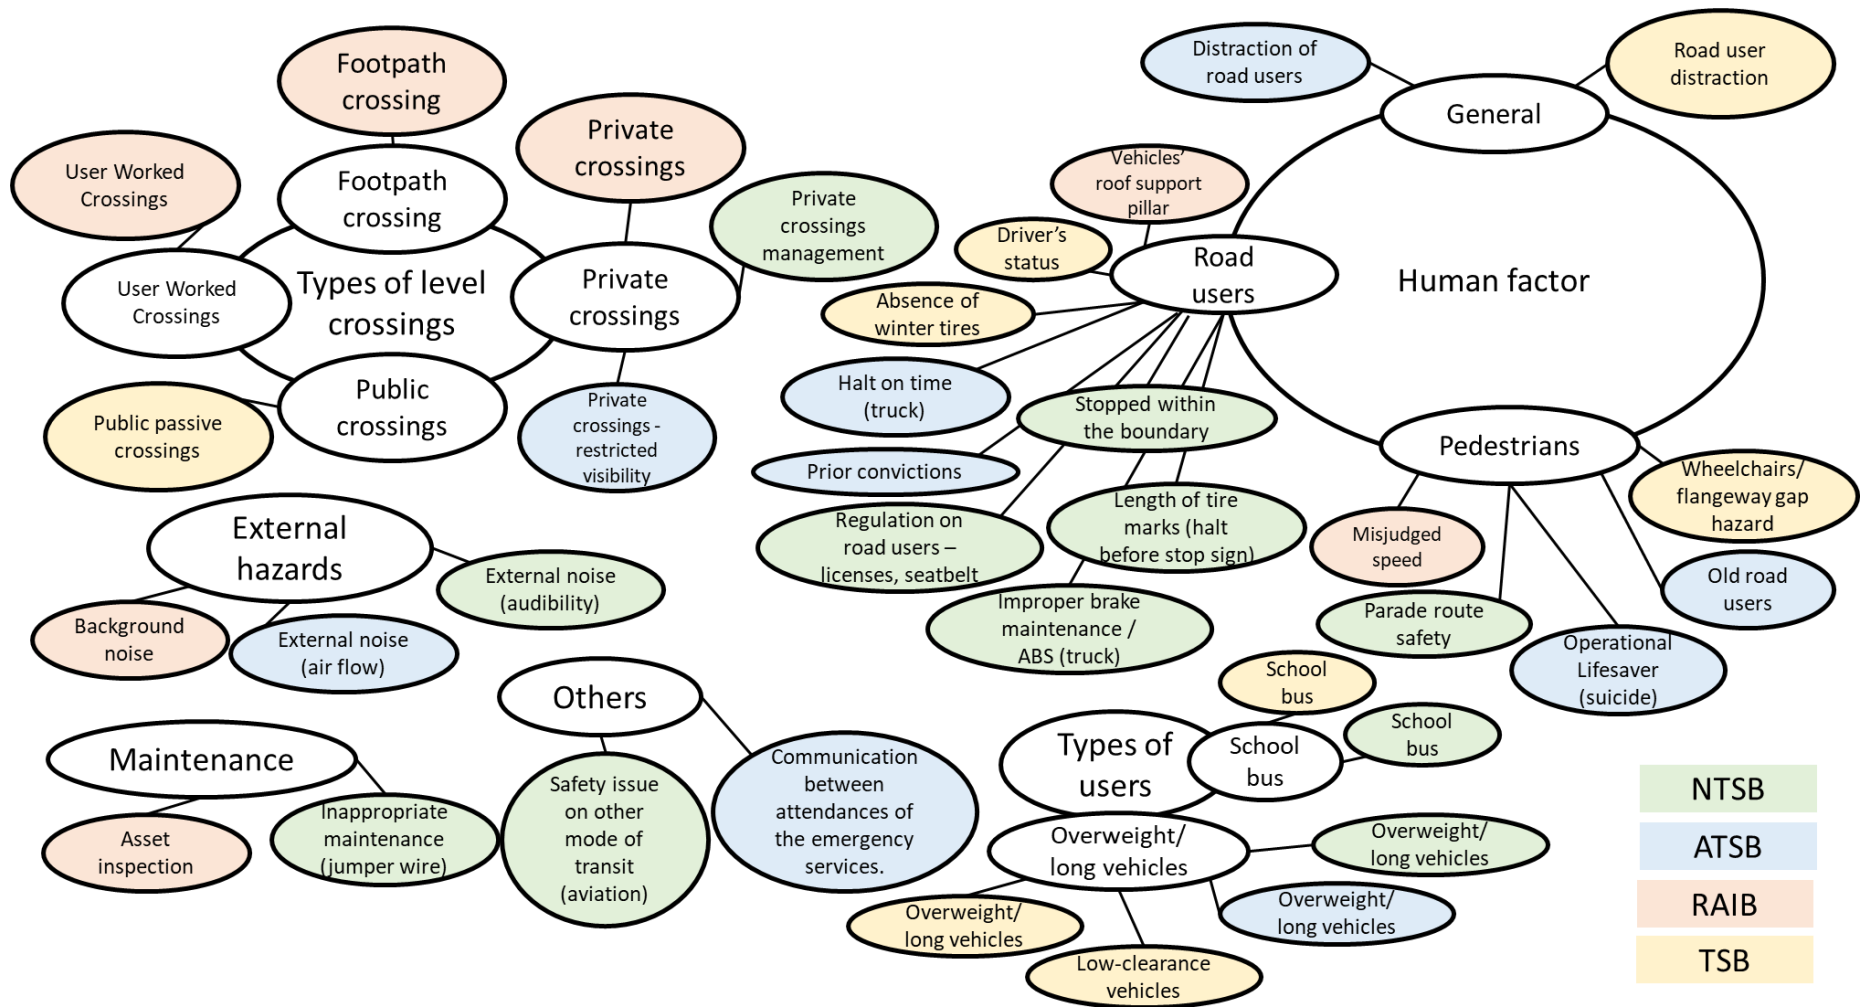 Footpath
crossing
Private
crossings
User Worked
Crossings
Footpath
crossing
Private
crossings
management
User Worked
Crossings
Types of level
crossings
Private
crossings
Public
crossings
Public passive
crossings
Private
crossings -
restricted
visibility
Distraction of
road users
Road user
distraction
General
Human factor
Vehicles'
roof support
pillar
Driver's
status
Road
users
Absence of
winter tires
Halt on time
(truck)
Stopped within
the boundary
Prior convictions
Regulation on
road users –
licenses, seatbelt
Length of tire
marks (halt
before stop sign)
Improper brake
maintenance /
ABS (truck)
Pedestrians
Wheelchairs/
flangeway gap
hazard
Misjudged
speed
Old road
users
Parade route
safety
Operational
Lifesaver
(suicide)
External
hazards
External noise
(audibility)
Background
noise
External noise
(air flow)
Others
Safety issue
on other
mode of
transit
(aviation)
Communication
between
attendances of
the emergency
services.
Maintenance
Asset
inspection
Inappropriate
maintenance
(jumper wire)
Types of
users
School
bus
School
bus
School
bus
Overweight/
long vehicles
Overweight/
long vehicles
Overweight/
long vehicles
Overweight/
long vehicles
Low-clearance
vehicles
NTSB
ATSB
RAIB
TSB